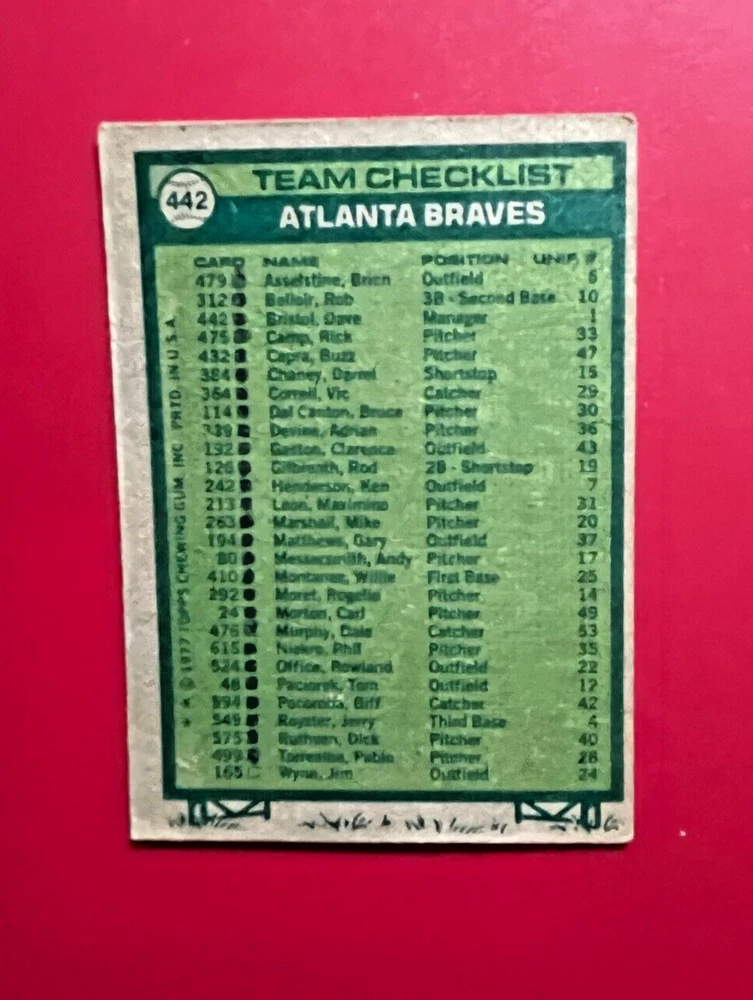 442
TEAM CHECKLIST
ATLANTA BRAVES
CARD NAME POSITION UNIF #
479 Asselstine, Brian Outfield 6
312 Belloir, Rob 3B - Second Base 10
442 Bristol, Dave Manager 1
475 Camp, Rick Pitcher 33
432 Capra, Buzz Pitcher 47
384 Chaney, Darrel Shortstop 15
364 Correll, Vic Catcher 29
114 Dal Canton, Bruce Pitcher 30
339 Devine, Adrian Pitcher 36
192 Gaston, Clarence Outfield 43
126 Gilbreath, Rod 2B - Shortstop 19
242 Henderson, Ken Outfield 7
213 Leon, Maximino Pitcher 31
263 Marshall, Mike Pitcher 20
194 Matthews, Gary Outfield 37
80 Messersmith, Andy Pitcher 17
410 Montanez, Willie First Base 25
292 Moret, Rogelio Pitcher 14
24 Morton, Carl Pitcher 49
476 Murphy, Dale Catcher 53
615 Niekro, Phil Pitcher 35
524 Office, Rowland Outfield 22
48 Paciorek, Tom Outfield 17
594 Pocoroba, Biff Catcher 42
549 Royster, Jerry Third Base 4
575 Ruthven, Dick Pitcher 40
499 Torrealba, Pablo Pitcher 28
165 Wynn, Jim Outfield 24
* * © 1977 TOPPS CHEWING GUM, INC. PRTD. IN U.S.A.